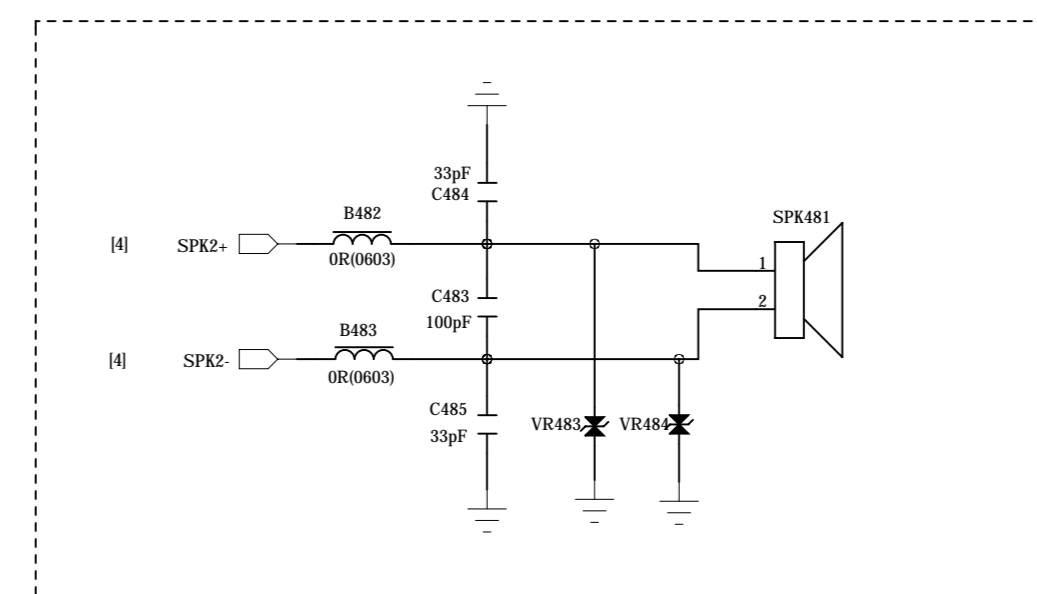 33pF
C484
B482
SPK481
[4]
SPK2+
0R(0603)
1
C483
2
100pF
B483
[4]
SPK2-
0R(0603)
C485
VR483
VR484
33pF